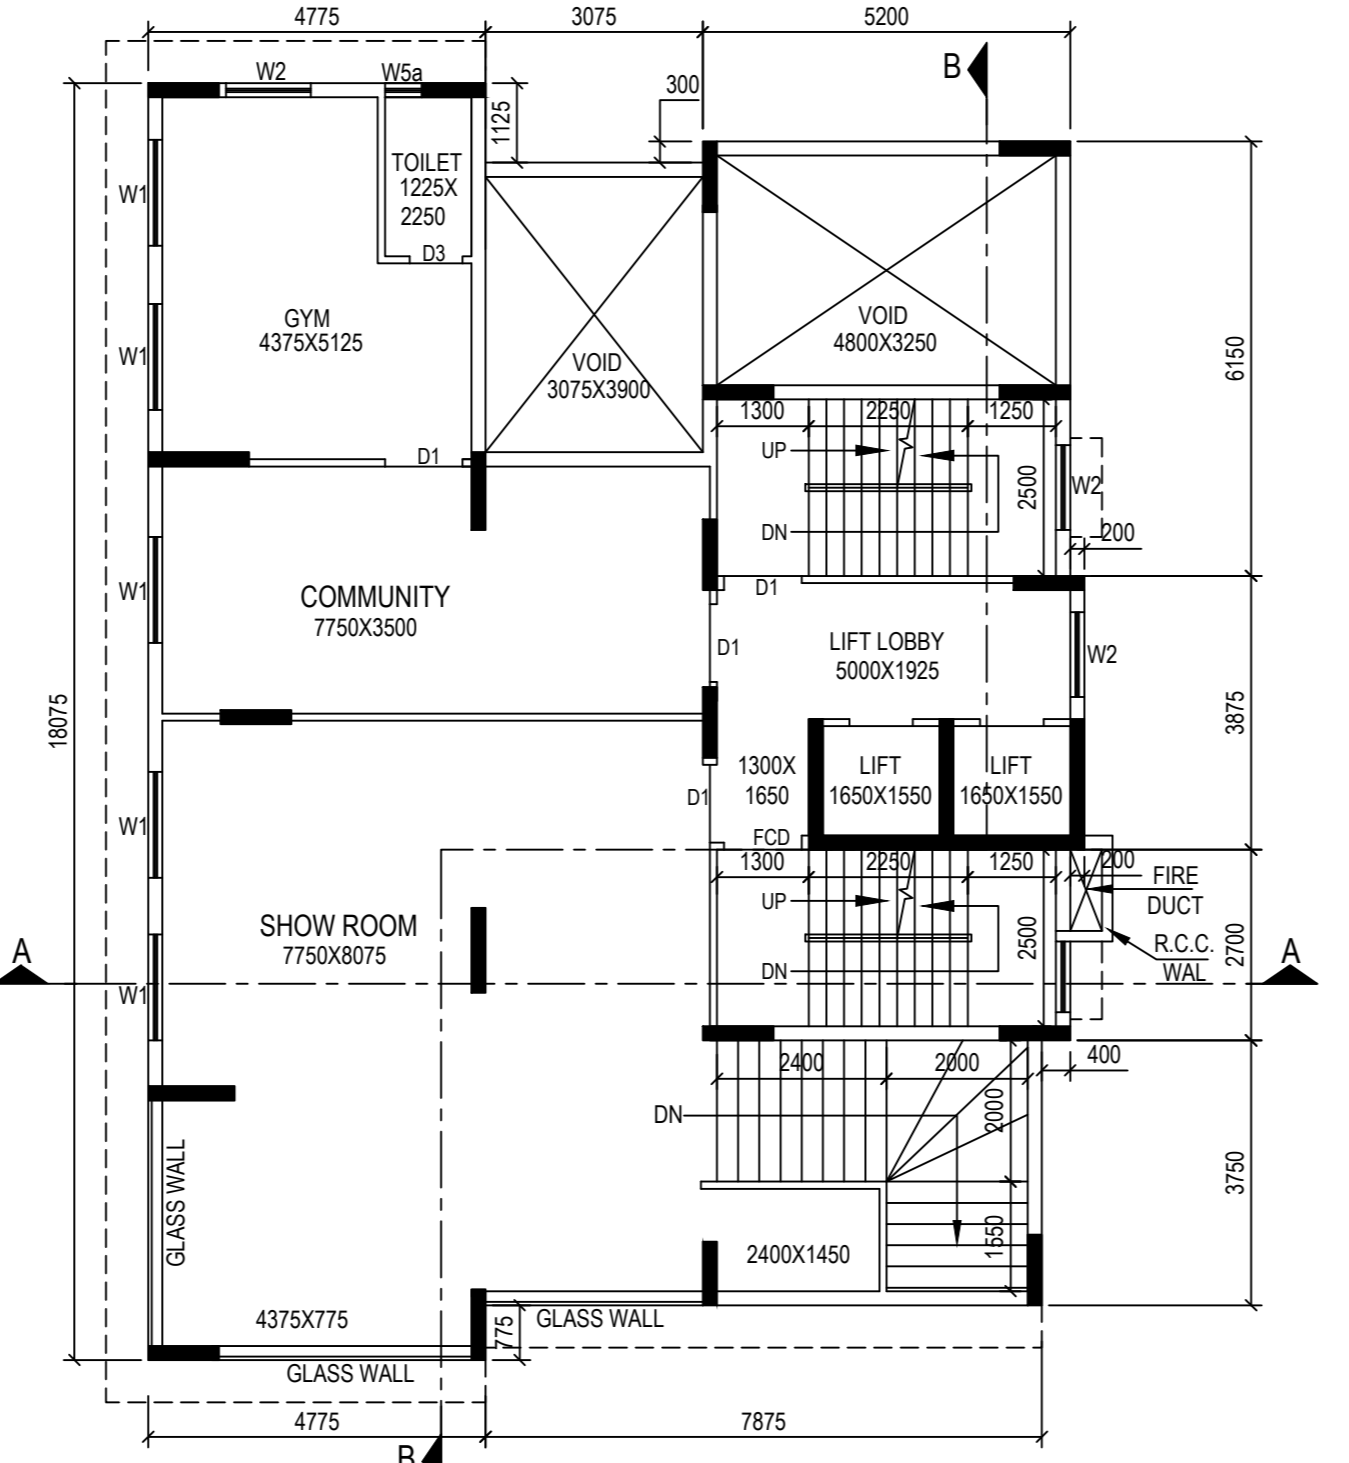 4775
3075
5200
W2
W5a
B
300
1125
TOILET
1225X
2250
W1
D3
GYM
4375X5125
VOID
4800X3250
VOID
3075X3900
W1
6150
1300
2250
1250
D1
UP
2500
W2
DN
200
D1
COMMUNITY
7750X3500
W1
D1
LIFT LOBBY
5000X1925
W2
18075
3875
1300X
1650
LIFT
1650X1550
LIFT
1650X1550
D1
W1
FCD
1300
2250
1250
200
FIRE
DUCT
UP
SHOW ROOM
7750X8075
2500
R.C.C.
WAL
2700
A
A
DN
W1
2400
2000
400
DN
2000
GLASS WALL
3750
1550
2400X1450
4375X775
775
GLASS WALL
GLASS WALL
4775
7875
B